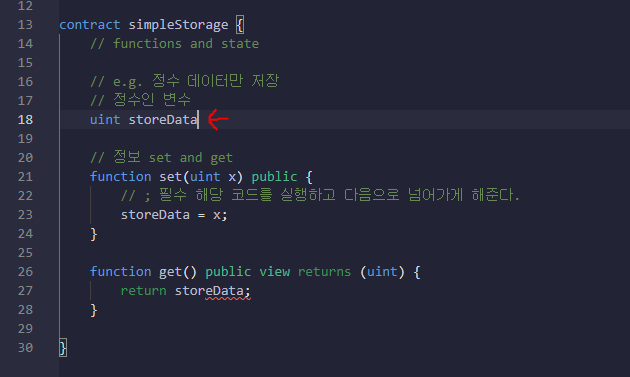 12
13 contract simpleStorage {
14 // functions and state
15
16 // e.g. 정수 데이터만 저장
17 // 정수인 변수
18 uint storeData
19
20 // 정보 set and get
21 function set(uint x) public {
22 // ; 필수 해당 코드를 실행하고 다음으로 넘어가게 해준다.
23 storeData = x;
24 }
25
26 function get() public view returns (uint) {
27 return storeData;
28 }
29
30 }